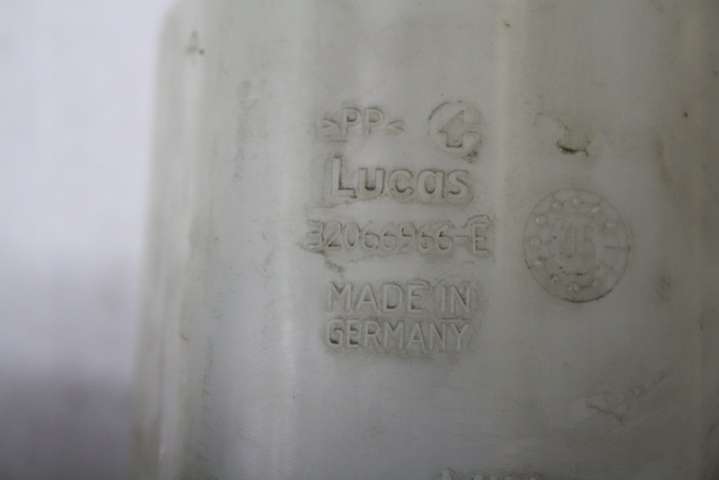 >PP<
Lucas
32066966-E
MADE IN
GERMANY